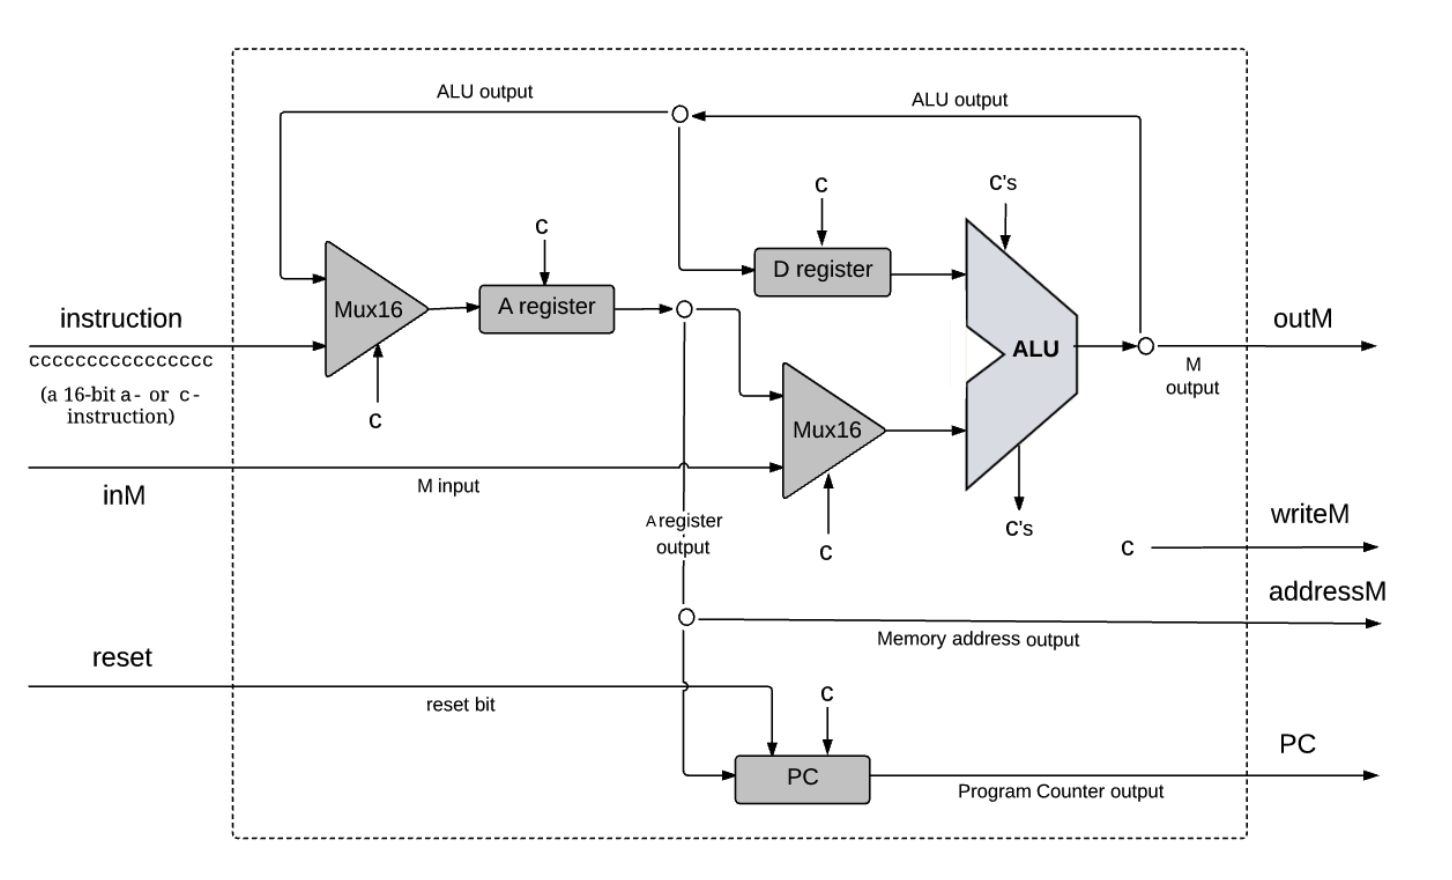 ALU output
ALU output
c
c's
c
D register
instruction
Mux16
A register
ALU
outM
cccccccccccccccc
(a 16-bit a- or c-
instruction)
c
M
output
Mux16
inM
M input
A register
output
c
c's
c
writeM
addressM
Memory address output
reset
reset bit
c
PC
PC
Program Counter output